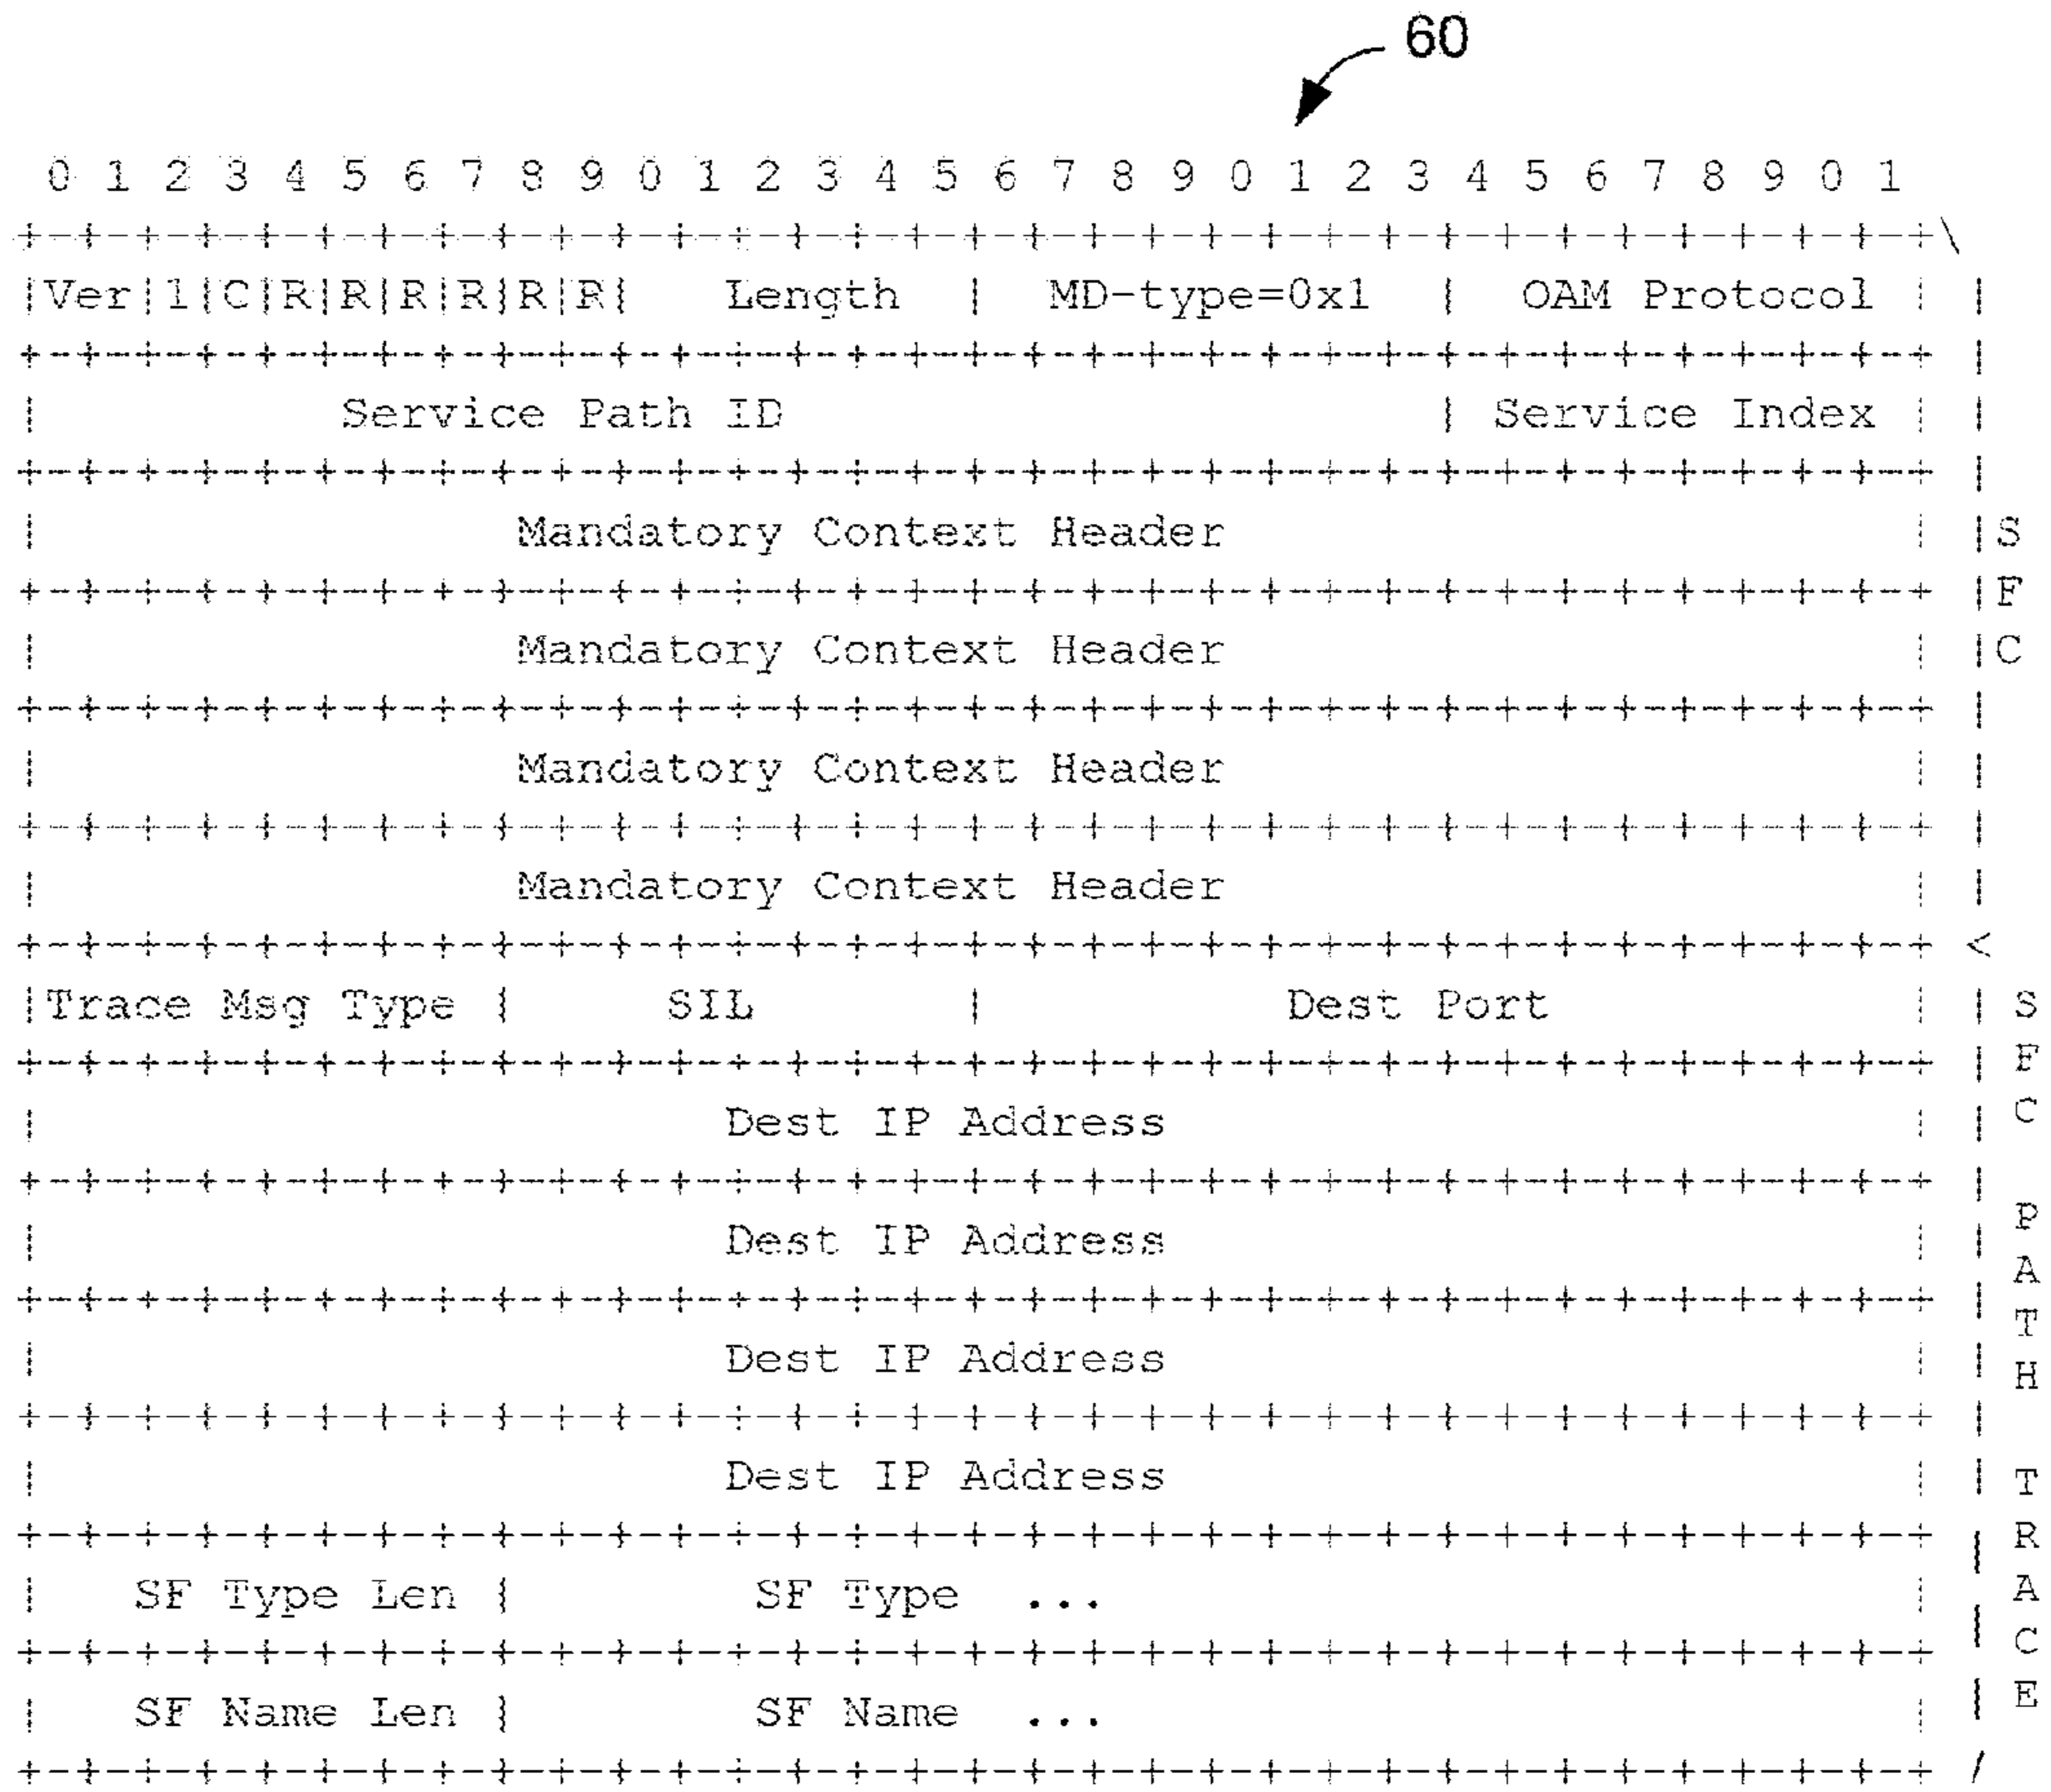 60
0 1 2 3 4 5 6 7 8 9 0 1 2 3 4 5 6 7 8 9 0 1 2 3 4 5 6 7 8 9 0 1
+-+-+-+-+-+-+-+-+-+-+-+-+-+-+-+-+-+-+-+-+-+-+-+-+-+-+-+-+-+-+-+-+\
|Ver|1|C|R|R|R|R|R|R|   Length  |  MD-type=0x1  |  OAM Protocol | |
+-+-+-+-+-+-+-+-+-+-+-+-+-+-+-+-+-+-+-+-+-+-+-+-+-+-+-+-+-+-+-+-+ |
|          Service Path ID                      | Service Index | |
+-+-+-+-+-+-+-+-+-+-+-+-+-+-+-+-+-+-+-+-+-+-+-+-+-+-+-+-+-+-+-+-+ |
|                Mandatory Context Header                       | |S
+-+-+-+-+-+-+-+-+-+-+-+-+-+-+-+-+-+-+-+-+-+-+-+-+-+-+-+-+-+-+-+-+ |F
|                Mandatory Context Header                       | |C
+-+-+-+-+-+-+-+-+-+-+-+-+-+-+-+-+-+-+-+-+-+-+-+-+-+-+-+-+-+-+-+-+ |
|                Mandatory Context Header                       | |
+-+-+-+-+-+-+-+-+-+-+-+-+-+-+-+-+-+-+-+-+-+-+-+-+-+-+-+-+-+-+-+-+ |
|                Mandatory Context Header                       | |
+-+-+-+-+-+-+-+-+-+-+-+-+-+-+-+-+-+-+-+-+-+-+-+-+-+-+-+-+-+-+-+-+ <
|Trace Msg Type |     SIL       |          Dest Port            | |
+-+-+-+-+-+-+-+-+-+-+-+-+-+-+-+-+-+-+-+-+-+-+-+-+-+-+-+-+-+-+-+-+ |
|                       Dest IP Address                         | |
+-+-+-+-+-+-+-+-+-+-+-+-+-+-+-+-+-+-+-+-+-+-+-+-+-+-+-+-+-+-+-+-+ |
|                       Dest IP Address                         | |
+-+-+-+-+-+-+-+-+-+-+-+-+-+-+-+-+-+-+-+-+-+-+-+-+-+-+-+-+-+-+-+-+ |
|                       Dest IP Address                         | |
+-+-+-+-+-+-+-+-+-+-+-+-+-+-+-+-+-+-+-+-+-+-+-+-+-+-+-+-+-+-+-+-+ |
|                       Dest IP Address                         | |
+-+-+-+-+-+-+-+-+-+-+-+-+-+-+-+-+-+-+-+-+-+-+-+-+-+-+-+-+-+-+-+-+ |
|   SF Type Len |        SF Type  ...                           | |
+-+-+-+-+-+-+-+-+-+-+-+-+-+-+-+-+-+-+-+-+-+-+-+-+-+-+-+-+-+-+-+-+ |
|   SF Name Len |        SF Name  ...                           | |
+-+-+-+-+-+-+-+-+-+-+-+-+-+-+-+-+-+-+-+-+-+-+-+-+-+-+-+-+-+-+-+-+ /
SFC PATH TRACE